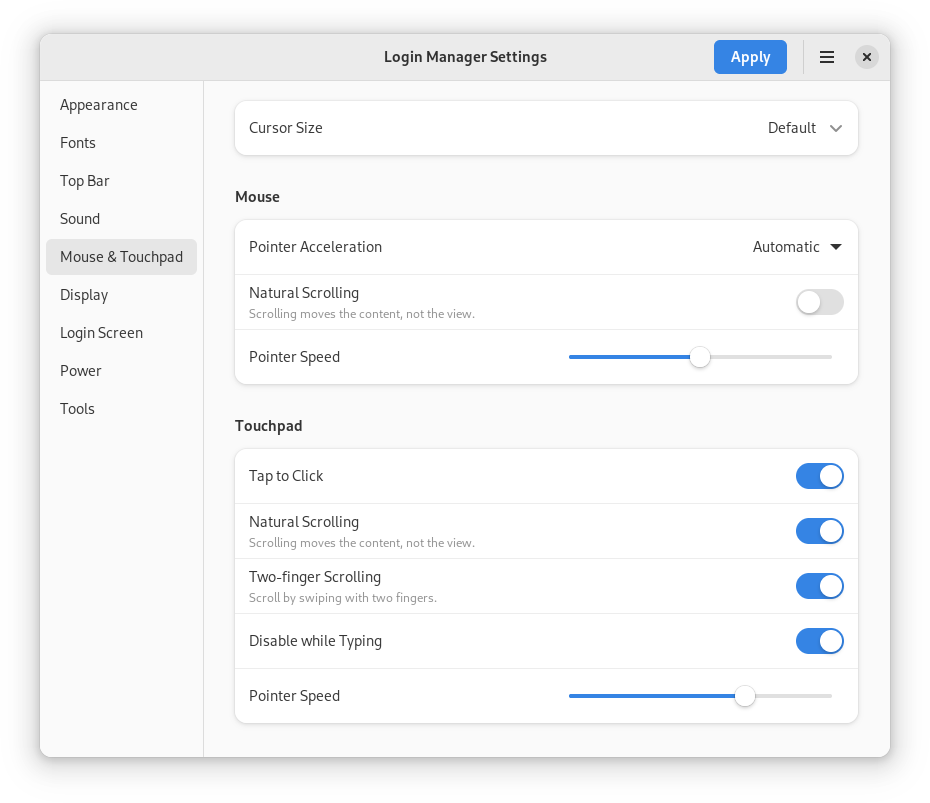 Login Manager Settings
Apply
Appearance
Fonts
Top Bar
Sound
Mouse & Touchpad
Display
Login Screen
Power
Tools
Cursor Size
Default
Mouse
Pointer Acceleration
Automatic
Natural Scrolling
Scrolling moves the content, not the view.
Pointer Speed
Touchpad
Tap to Click
Natural Scrolling
Scrolling moves the content, not the view.
Two-finger Scrolling
Scroll by swiping with two fingers.
Disable while Typing
Pointer Speed